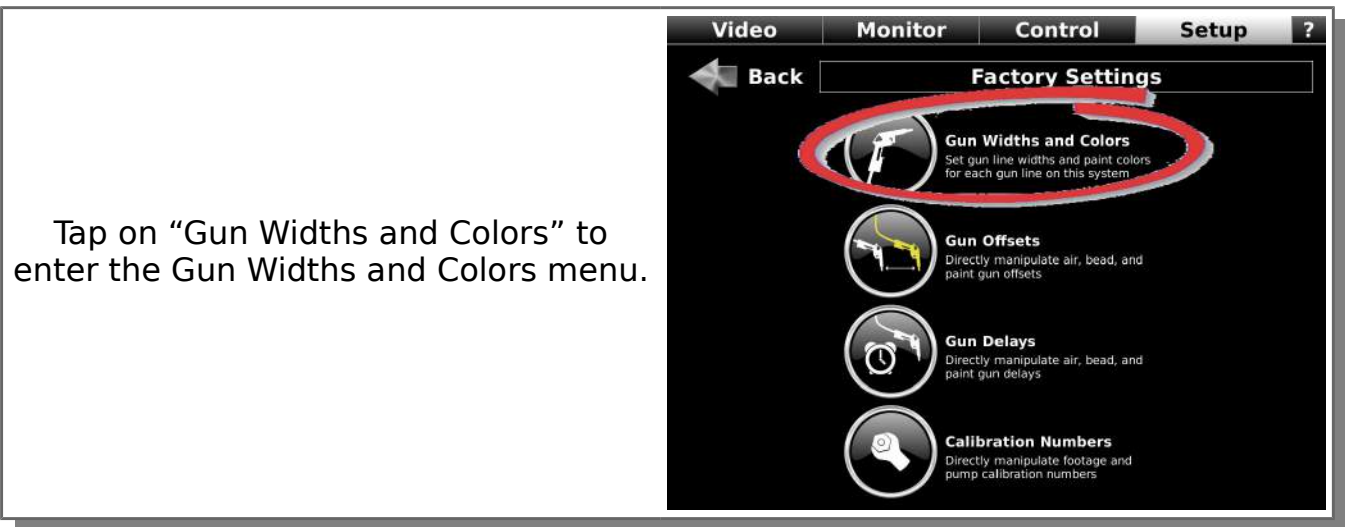 Tap on “Gun Widths and Colors” to
enter the Gun Widths and Colors menu.
Video Monitor Control Setup ?
Back Factory Settings
Gun Widths and Colors
Set gun line widths and paint colors
for each gun line on this system
Gun Offsets
Directly manipulate air, bead, and
paint gun offsets
Gun Delays
Directly manipulate air, bead, and
paint gun delays
Calibration Numbers
Directly manipulate footage and
pump calibration numbers